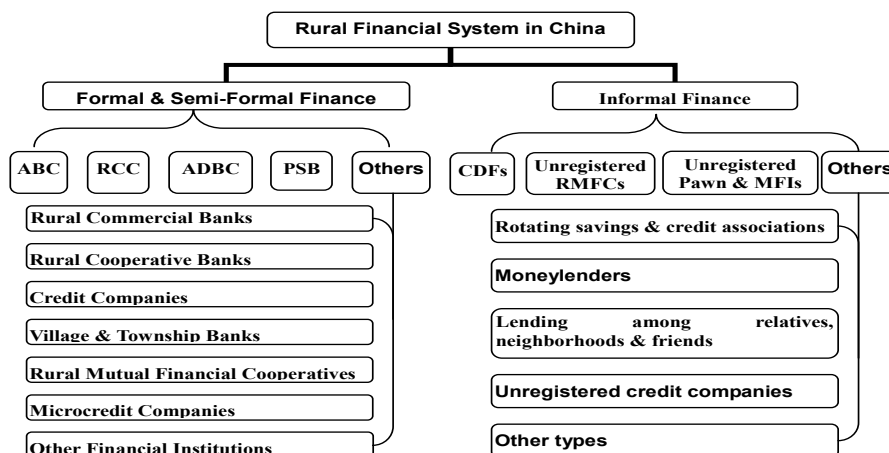 Rural Financial System in China
Formal & Semi-Formal Finance
Informal Finance
ABC
RCC
ADBC
PSB
Others
CDFs
Unregistered
RMFCs
Unregistered
Pawn & MFIs
Others
Rural Commercial Banks
Rural Cooperative Banks
Credit Companies
Village & Township Banks
Rural Mutual Financial Cooperatives
Microcredit Companies
Other Financial Institutions
Rotating savings & credit associations
Moneylenders
Lending among relatives,
neighborhoods & friends
Unregistered credit companies
Other types